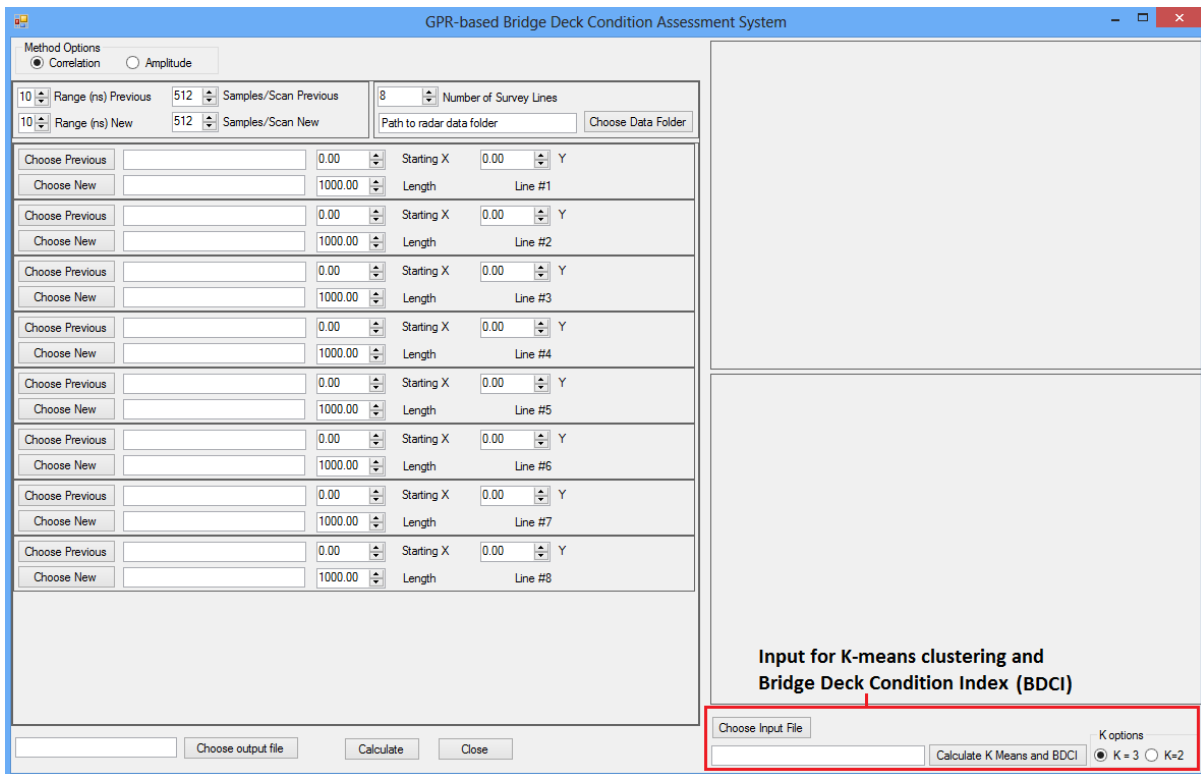 GPR-based Bridge Deck Condition Assessment System
Method Options
Correlation Amplitude
10 Range (ns) Previous 512 Samples/Scan Previous
10 Range (ns) New 512 Samples/Scan New
8 Number of Survey Lines
Path to radar data folder Choose Data Folder
Choose Previous 0.00 Starting X 0.00 Y
Choose New 1000.00 Length Line #1
Choose Previous 0.00 Starting X 0.00 Y
Choose New 1000.00 Length Line #2
Choose Previous 0.00 Starting X 0.00 Y
Choose New 1000.00 Length Line #3
Choose Previous 0.00 Starting X 0.00 Y
Choose New 1000.00 Length Line #4
Choose Previous 0.00 Starting X 0.00 Y
Choose New 1000.00 Length Line #5
Choose Previous 0.00 Starting X 0.00 Y
Choose New 1000.00 Length Line #6
Choose Previous 0.00 Starting X 0.00 Y
Choose New 1000.00 Length Line #7
Choose Previous 0.00 Starting X 0.00 Y
Choose New 1000.00 Length Line #8
Choose output file Calculate Close
Input for K-means clustering and
Bridge Deck Condition Index (BDCI)
Choose Input File
K options
Calculate K Means and BDCI K = 3 K=2